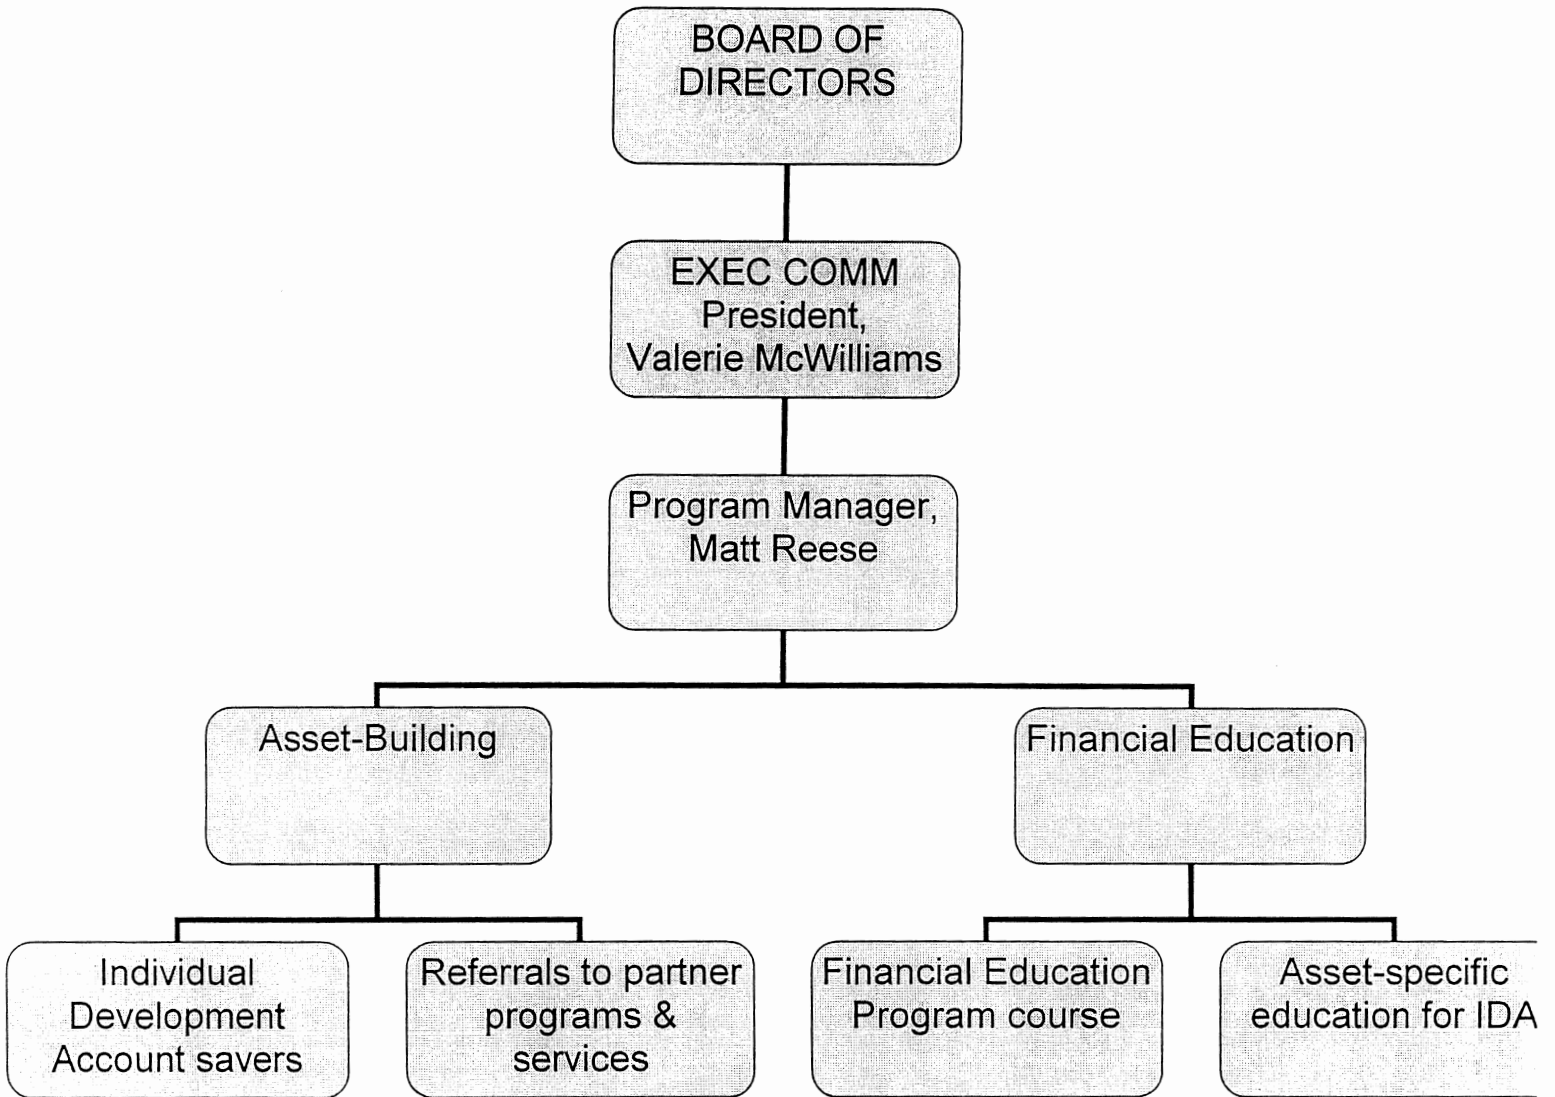 BOARD OF
DIRECTORS
EXEC COMM
President,
Valerie McWilliams
Program Manager,
Matt Reese
Asset-Building
Financial Education
Individual
Development
Account savers
Referrals to partner
programs &
services
Financial Education
Program course
Asset-specific
education for IDA